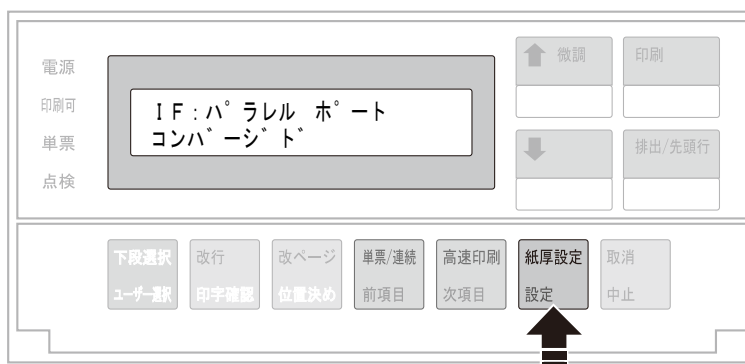 電源
印刷可
単票
点検
IF:パラレル ポート
コンバージド
微調
印刷
排出/先頭行
下段選択
ユーザー選択
改行
印字確認
改ページ
位置決め
単票/連続
前項目
高速印刷
次項目
紙厚設定
設定
取消
中止